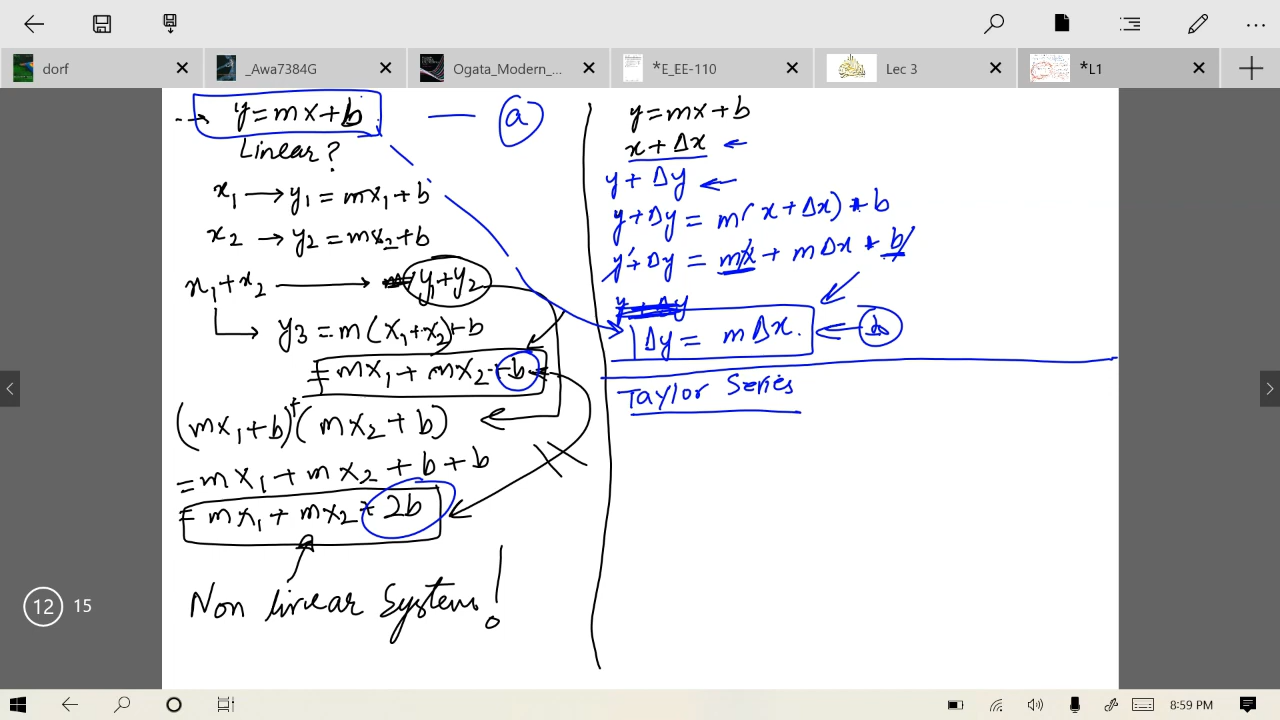 dorf
_Awa7384G
Ogata_Modern_...
*E_EE-110
Lec 3
*L1
y = mx + b — (a)
Linear?
x₁ → y₁ = mx₁ + b
x₂ → y₂ = mx₂ + b
x₁ + x₂ → y₁ + y₂
y₃ = m(x₁ + x₂) + b
= mx₁ + mx₂ + b
(mx₁ + b) + (mx₂ + b)
= mx₁ + mx₂ + b + b
= mx₁ + mx₂ + 2b
Non linear System!
y = mx + b
x + Δx ←
y + Δy ←
y + Δy = m(x + Δx) + b
y + Δy = mx + mΔx + b
y + Δy
Δy = mΔx. ← (b)
Taylor Series
12 15
8:59 PM